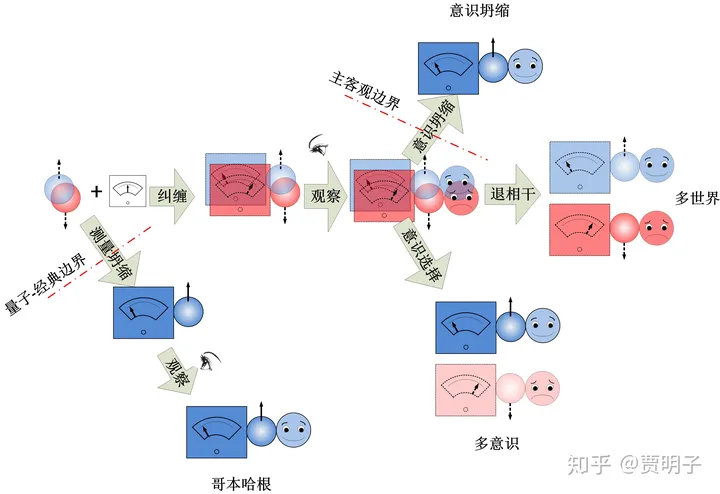 意识坍缩
主客观边界
意识坍缩
+
纠缠
观察
退相干
多世界
测量坍缩
量子-经典边界
意识选择
观察
多意识
哥本哈根
知乎 @贾明子